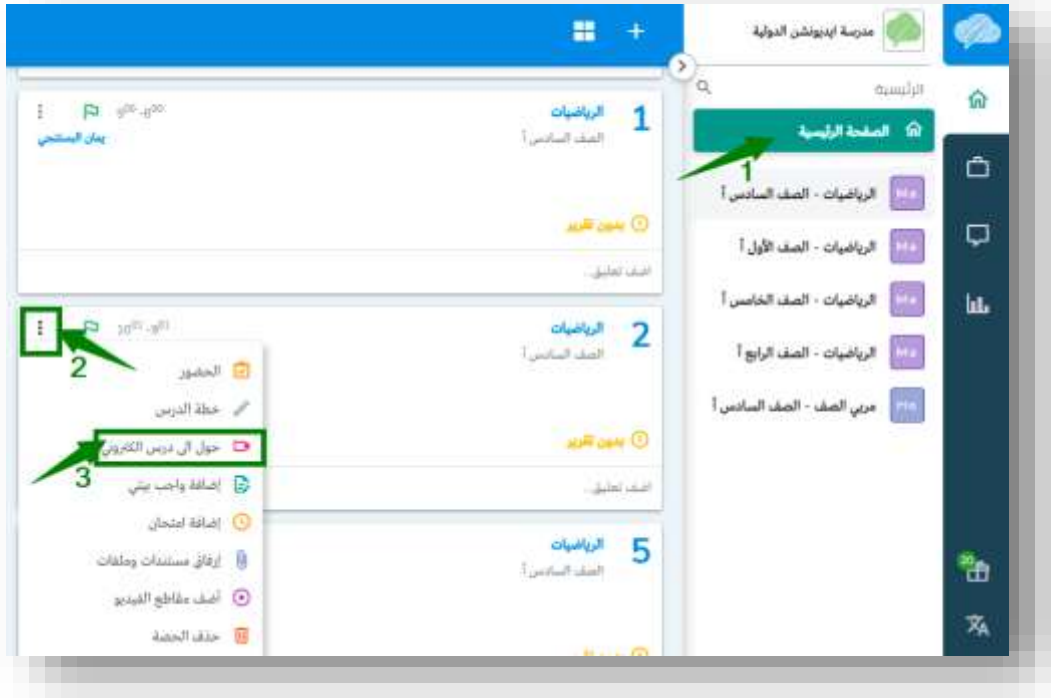 مدرسة ايديونشن الدولية
الرئيسية
الصفحة الرئيسية
1
الرياضيات - الصف السادس أ
الرياضيات - الصف الأول أ
الرياضيات - الصف الخامس أ
الرياضيات - الصف الرابع أ
مربي الصف - الصف السادس أ
20
1
الرياضيات
الصف السادس أ
بدون تقرير
اضف تعليق..
2
الرياضيات
الصف السادس أ
بدون تقرير
اضف تعليق..
2
الحضور
خطة الدرس
حول الى درس الكتروني
3
إضافة واجب بيتي
إضافة امتحان
إرفاق مستندات وملفات
أضف مقاطع الفيديو
حذف الحصة
5
الرياضيات
الصف السادس أ